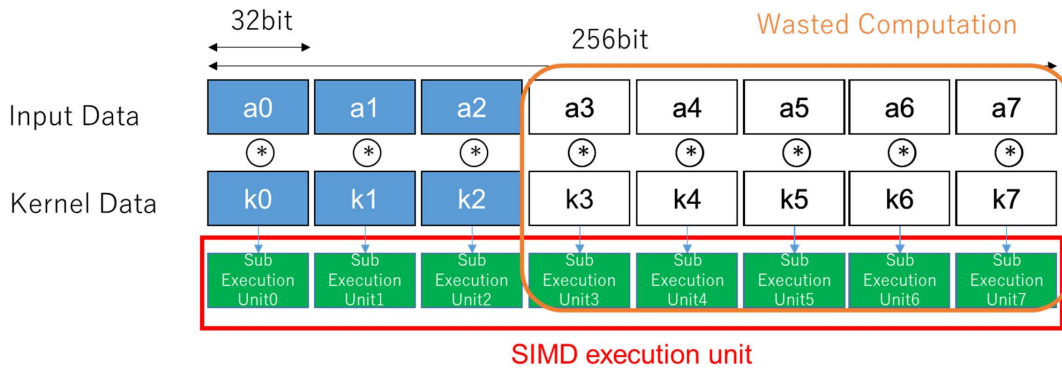 32bit
256bit
Wasted Computation
Input Data
a0 a1 a2 a3 a4 a5 a6 a7
* * * * * * * *
Kernel Data
k0 k1 k2 k3 k4 k5 k6 k7
Sub Sub Sub Sub Sub Sub Sub Sub
Execution Execution Execution Execution Execution Execution Execution Execution
Unit0 Unit1 Unit2 Unit3 Unit4 Unit5 Unit6 Unit7
SIMD execution unit